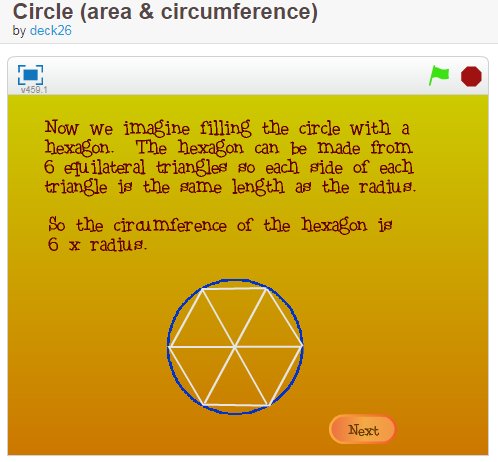 Circle (area & circumference)
by deck26
v459.1
Now we imagine filling the circle with a
hexagon. The hexagon can be made from
6 equilateral triangles so each side of each
triangle is the same length as the radius.
So the circumference of the hexagon is
6 x radius.
Next